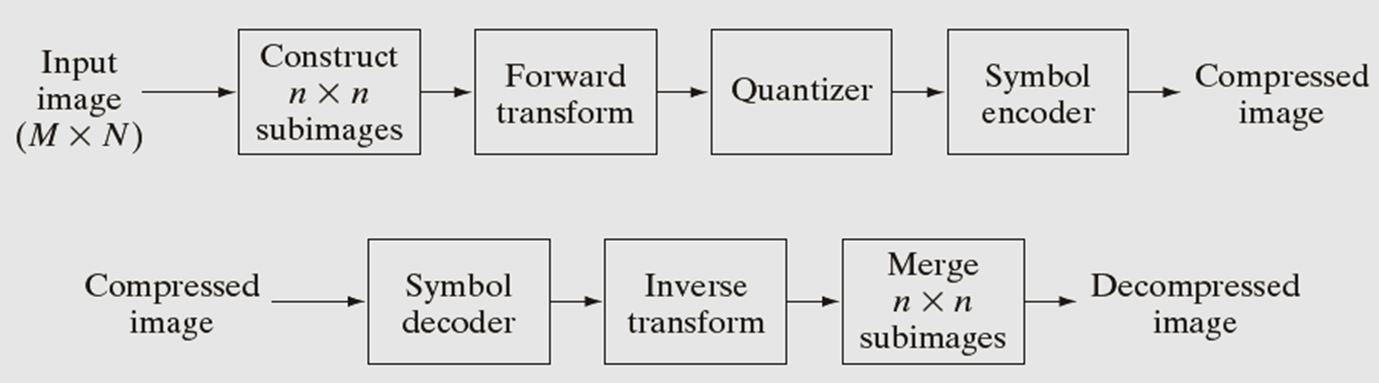 Input
image
(M × N)
Construct
n × n
subimages
Forward
transform
Quantizer
Symbol
encoder
Compressed
image
Compressed
image
Symbol
decoder
Inverse
transform
Merge
n × n
subimages
Decompressed
image